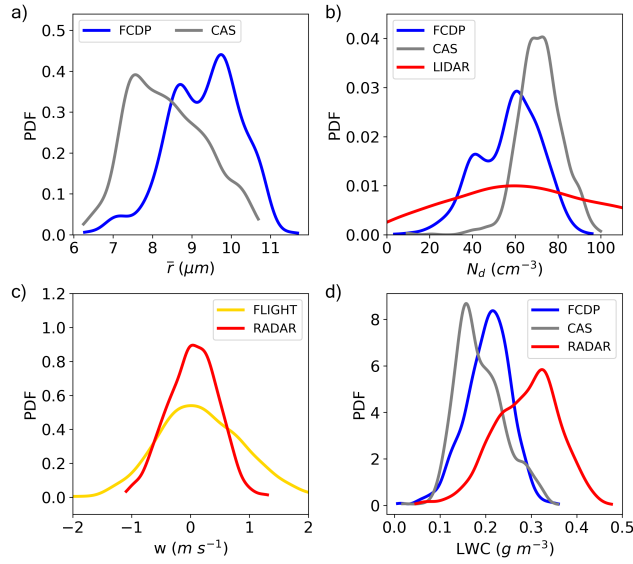 a)
FCDP
CAS
PDF
0.5
0.4
0.3
0.2
0.1
0.0
7 8 9 10 11
r̅ (μm)
b)
FCDP
CAS
LIDAR
PDF
0.04
0.03
0.02
0.01
0.00
0 20 40 60 80 100
N_d (cm⁻³)
c)
FLIGHT
RADAR
PDF
1.2
1.0
0.8
0.6
0.4
0.2
0.0
−2 −1 0 1 2
w (m s⁻¹)
d)
FCDP
CAS
RADAR
PDF
8
6
4
2
0
0.0 0.1 0.2 0.3 0.4 0.5
LWC (g m⁻³)